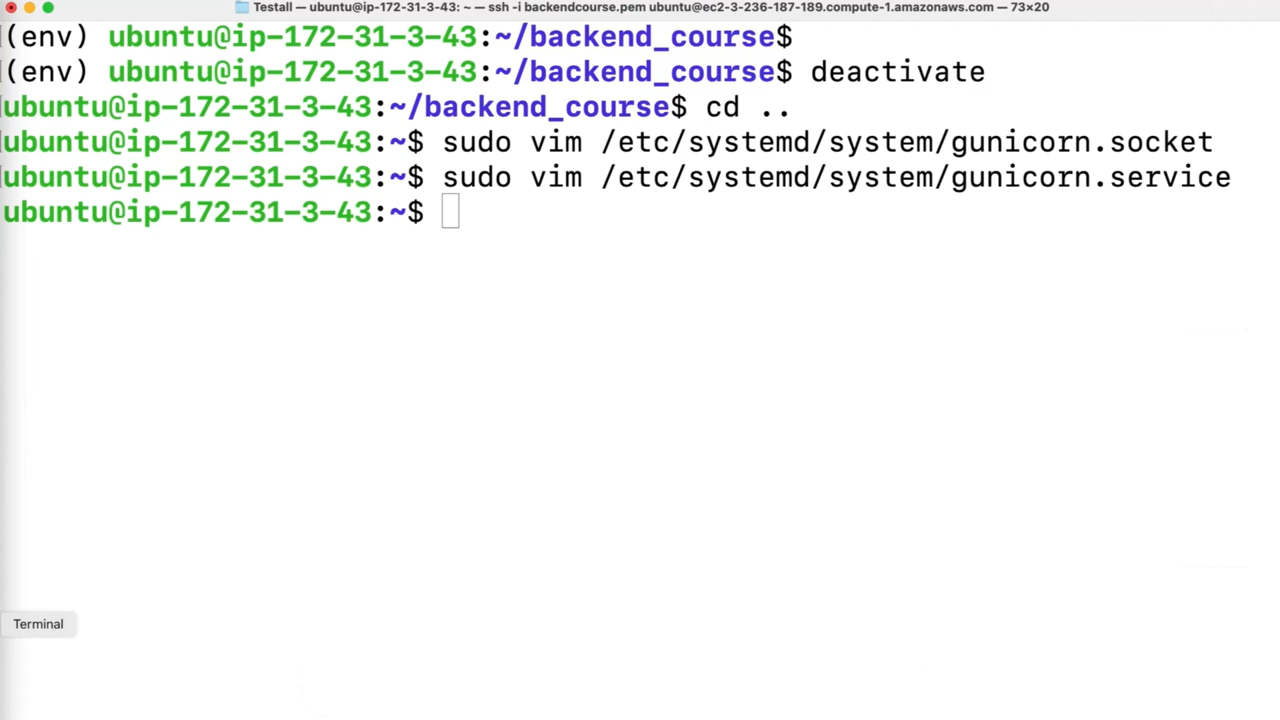 Testall — ubuntu@ip-172-31-3-43: ~ — ssh -i backendcourse.pem ubuntu@ec2-3-236-187-189.compute-1.amazonaws.com — 73×20
(env) ubuntu@ip-172-31-3-43:~/backend_course$
(env) ubuntu@ip-172-31-3-43:~/backend_course$ deactivate
ubuntu@ip-172-31-3-43:~/backend_course$ cd ..
ubuntu@ip-172-31-3-43:~$ sudo vim /etc/systemd/system/gunicorn.socket
ubuntu@ip-172-31-3-43:~$ sudo vim /etc/systemd/system/gunicorn.service
ubuntu@ip-172-31-3-43:~$
Terminal